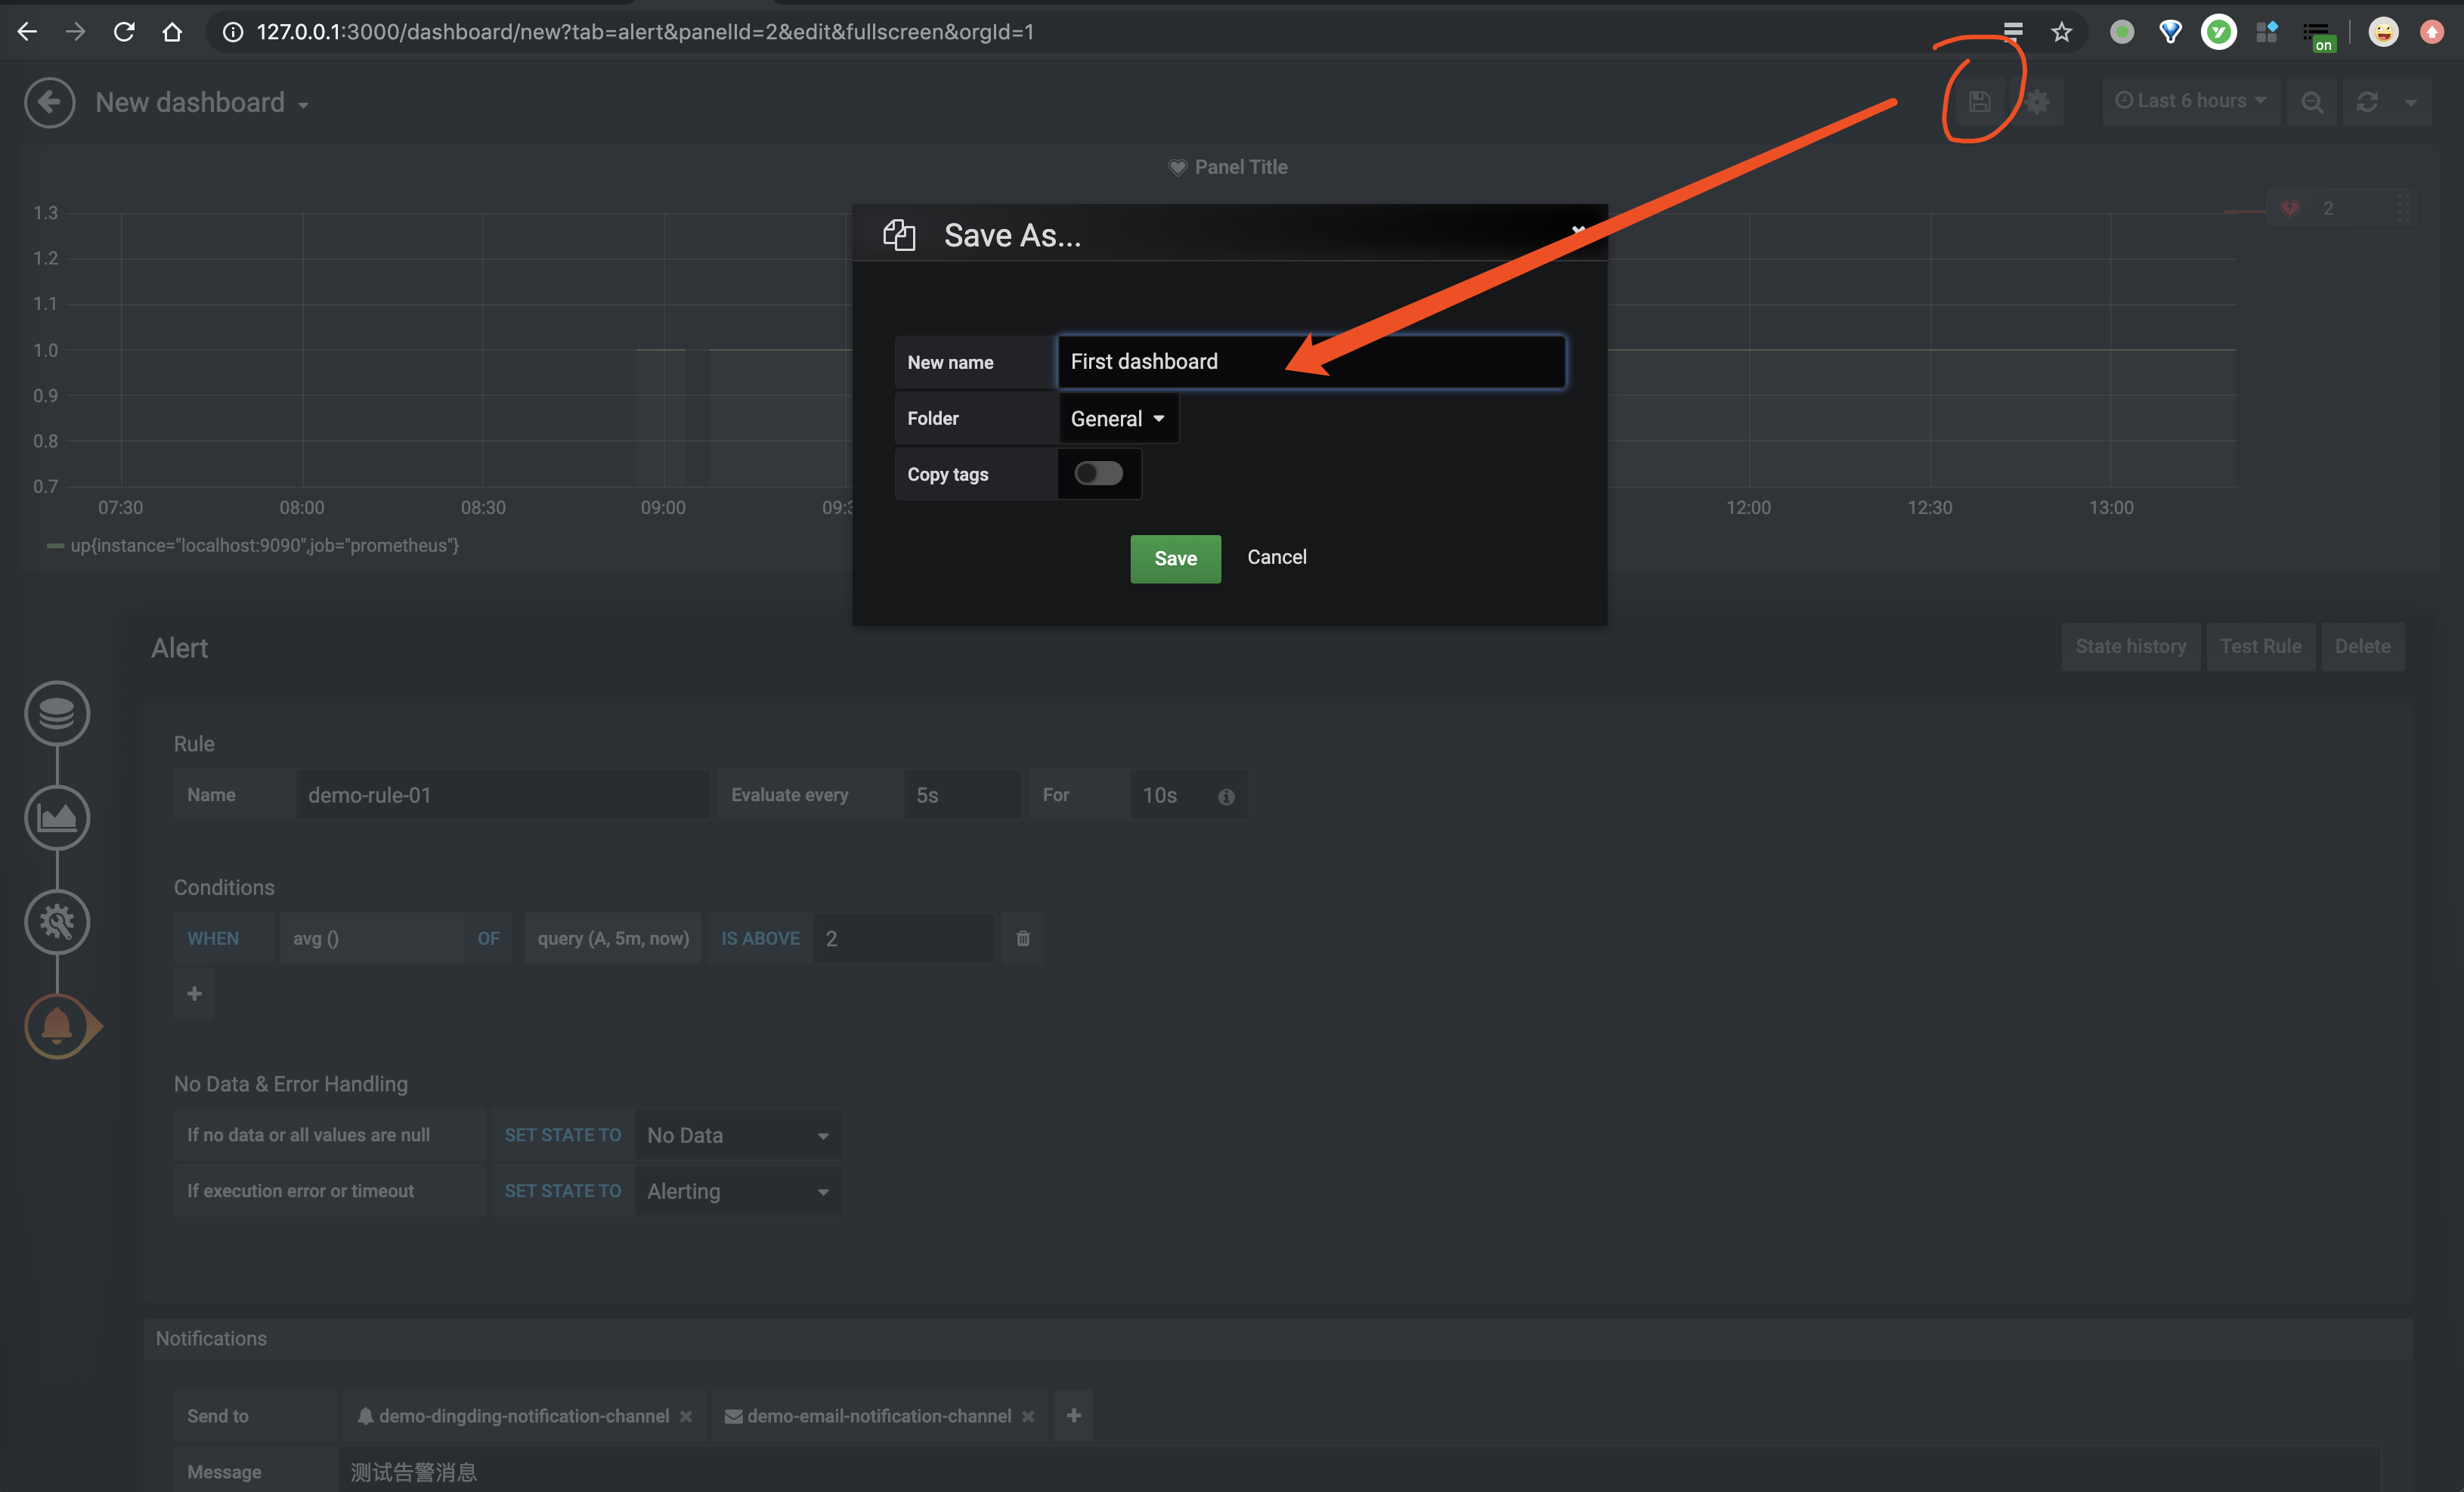 127.0.0.1:3000/dashboard/new?tab=alert&panelId=2&edit&fullscreen&orgId=1
on
New dashboard
Last 6 hours
Panel Title
1.3
1.2
1.1
1.0
0.9
0.8
0.7
07:30 08:00 08:30 09:00 12:00 12:30 13:00
2
up{instance="localhost:9090",job="prometheus"}
Save As...
New name First dashboard
Folder General
Copy tags
Save Cancel
Alert State history Test Rule Delete
Rule
Name demo-rule-01 Evaluate every 5s For 10s
Conditions
WHEN avg () OF query (A, 5m, now) IS ABOVE 2
No Data & Error Handling
If no data or all values are null SET STATE TO No Data
If execution error or timeout SET STATE TO Alerting
Notifications
Send to demo-dingding-notification-channel demo-email-notification-channel
Message 测试告警消息